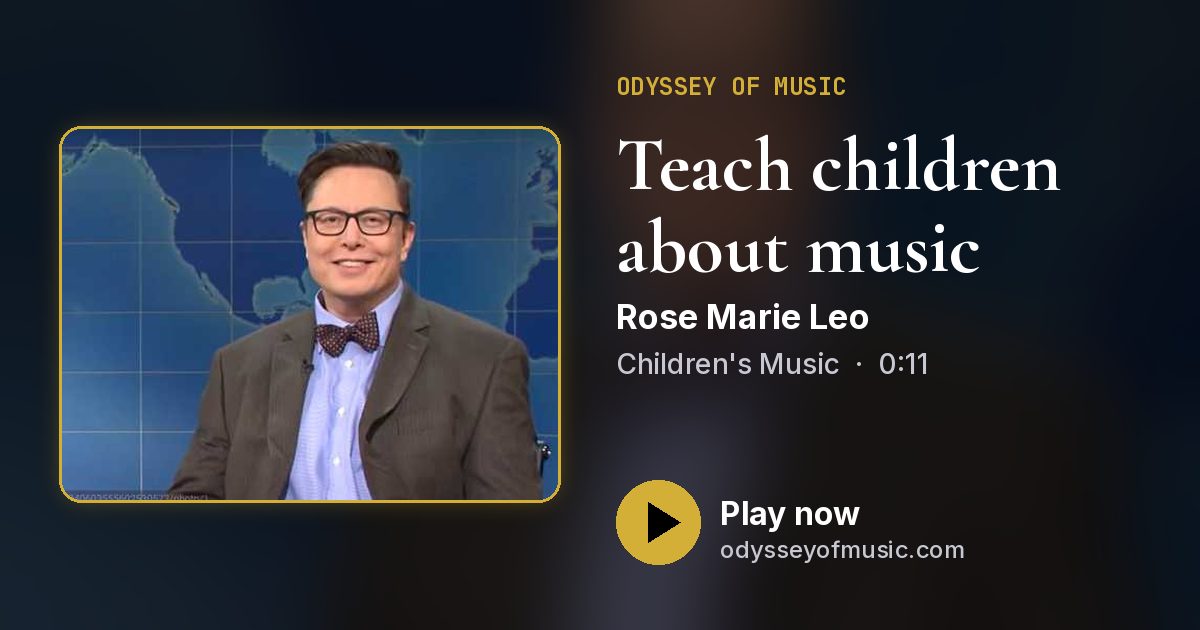 ODYSSEY OF MUSIC
Teach children
about music
Rose Marie Leo
Children's Music · 0:11
Play now
odysseyofmusic.com